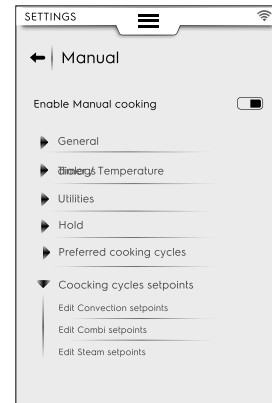 SETTINGS
Manual
Enable Manual cooking
General
Temperature
Utilities
Hold
Preferred cooking cycles
Coocking cycles setpoints
Edit Convection setpoints
Edit Combi setpoints
Edit Steam setpoints